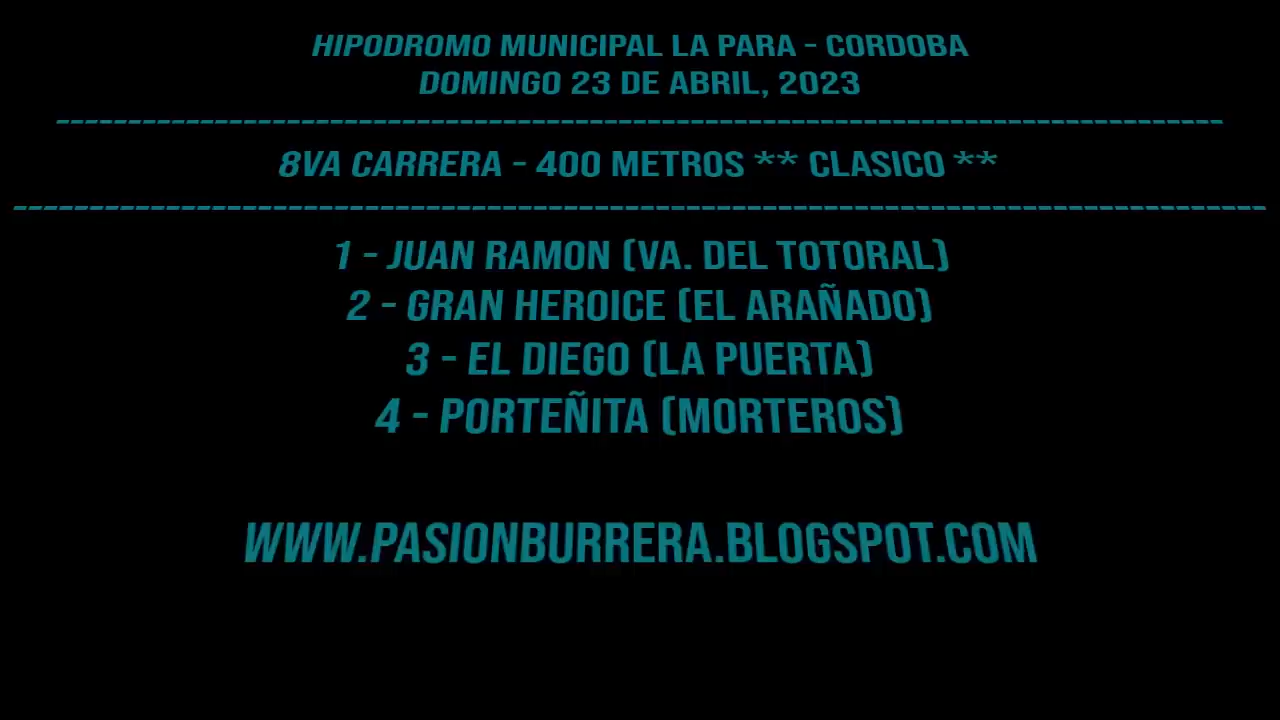 HIPODROMO MUNICIPAL LA PARA - CORDOBA
DOMINGO 23 DE ABRIL, 2023
--------------------------------------------------------------------------------
8VA CARRERA - 400 METROS ** CLASICO **
--------------------------------------------------------------------------------
1 - JUAN RAMON (VA. DEL TOTORAL)
2 - GRAN HEROICE (EL ARAÑADO)
3 - EL DIEGO (LA PUERTA)
4 - PORTEÑITA (MORTEROS)
WWW.PASIONBURRERA.BLOGSPOT.COM